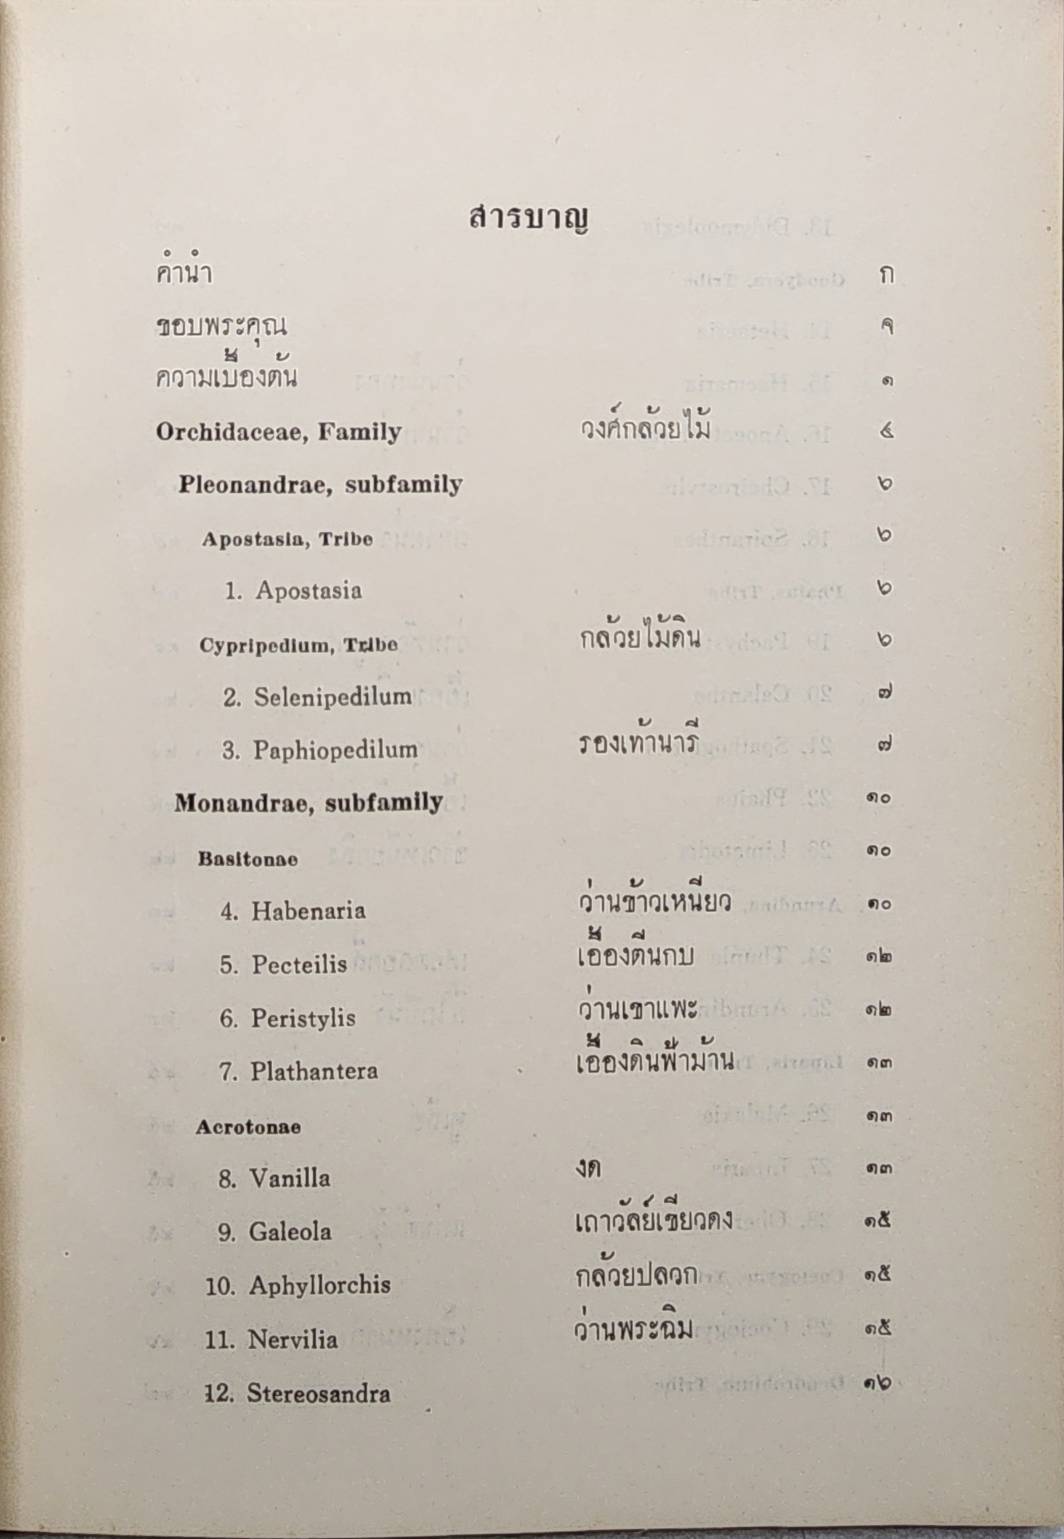 สารบาญ
คำนำ ก
ขอบพระคุณ จ
ความเบื้องต้น ๑
Orchidaceae, Family วงศ์กล้วยไม้ ๔
Pleonandrae, subfamily ๖
Apostasia, Tribe ๖
1. Apostasia ๖
Cypripedium, Tribe กล้วยไม้ดิน ๖
2. Selenipedilum ๗
3. Paphiopedilum รองเท้านารี ๗
Monandrae, subfamily ๑๐
Basitonae ๑๐
4. Habenaria ว่านข้าวเหนียว ๑๐
5. Pecteilis เอื้องตีนกบ ๑๒
6. Peristylis ว่านเขาแพะ ๑๒
7. Plathantera เอื้องดินฟ้าม้าน ๑๓
Acrotonae ๑๓
8. Vanilla งด ๑๓
9. Galeola เถาวัลย์เขียวดง ๑๕
10. Aphyllorchis กล้วยปลวก ๑๕
11. Nervilia ว่านพระฉิม ๑๕
12. Stereosandra ๑๖